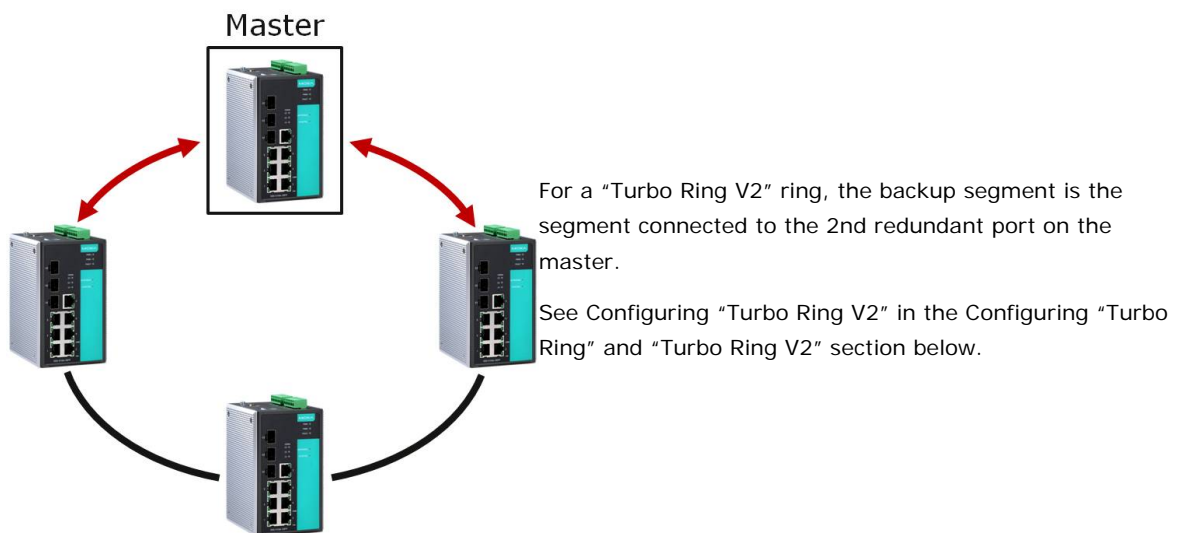 Master
For a “Turbo Ring V2” ring, the backup segment is the
segment connected to the 2nd redundant port on the
master.
See Configuring “Turbo Ring V2” in the Configuring “Turbo
Ring” and “Turbo Ring V2” section below.